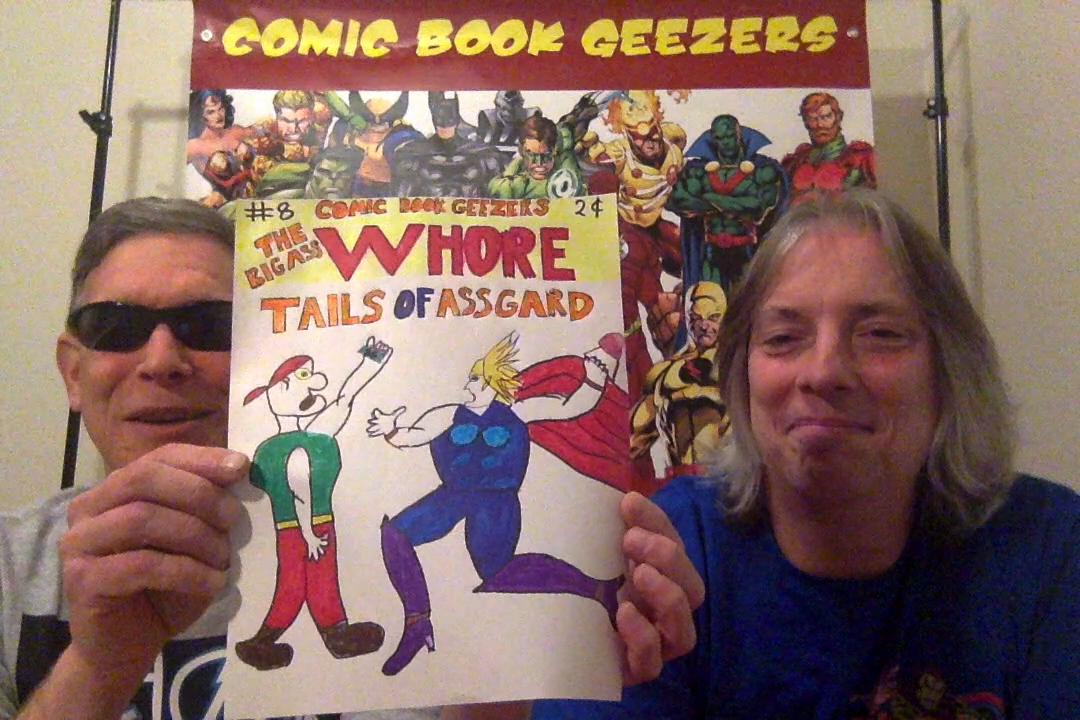 COMIC BOOK GEEZERS
#8 COMIC BOOK GEEZERS 2¢
THE BIG ASS WHORE
TAILS OF ASSGARD